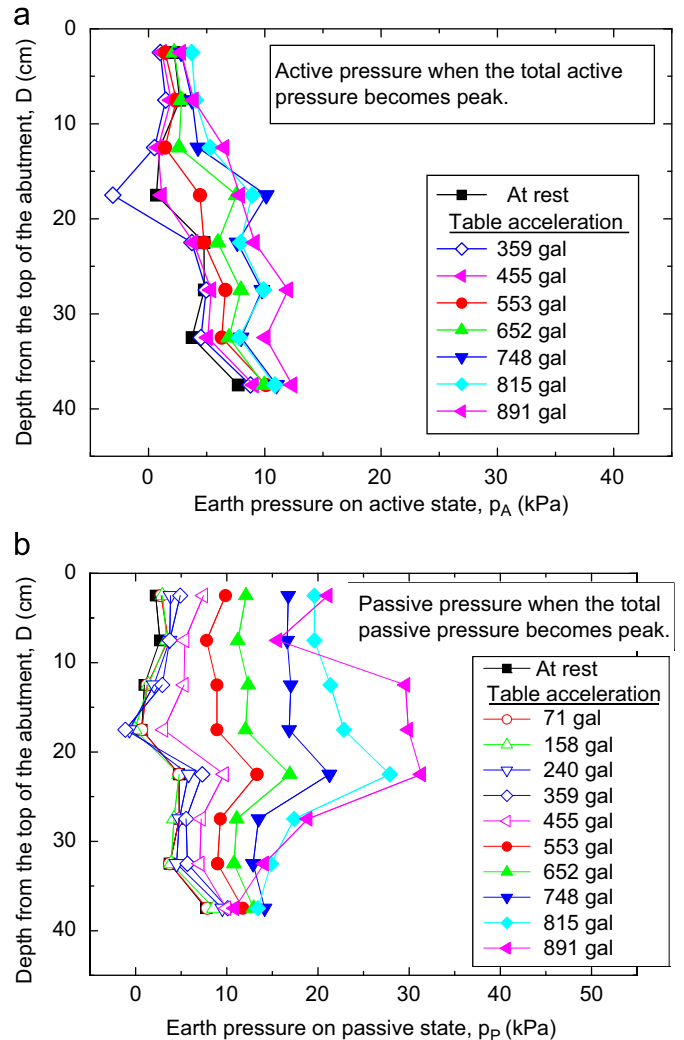 a
0
10
20
30
40
Depth from the top of the abutment, D (cm)
Active pressure when the total active
pressure becomes peak.
At rest
Table acceleration
359 gal
455 gal
553 gal
652 gal
748 gal
815 gal
891 gal
0 10 20 30 40
Earth pressure on active state, p_A (kPa)
b
0
10
20
30
40
Depth from the top of the abutment, D (cm)
Passive pressure when the total
passive pressure becomes peak.
At rest
Table acceleration
71 gal
158 gal
240 gal
359 gal
455 gal
553 gal
652 gal
748 gal
815 gal
891 gal
0 10 20 30 40 50
Earth pressure on passive state, p_P (kPa)